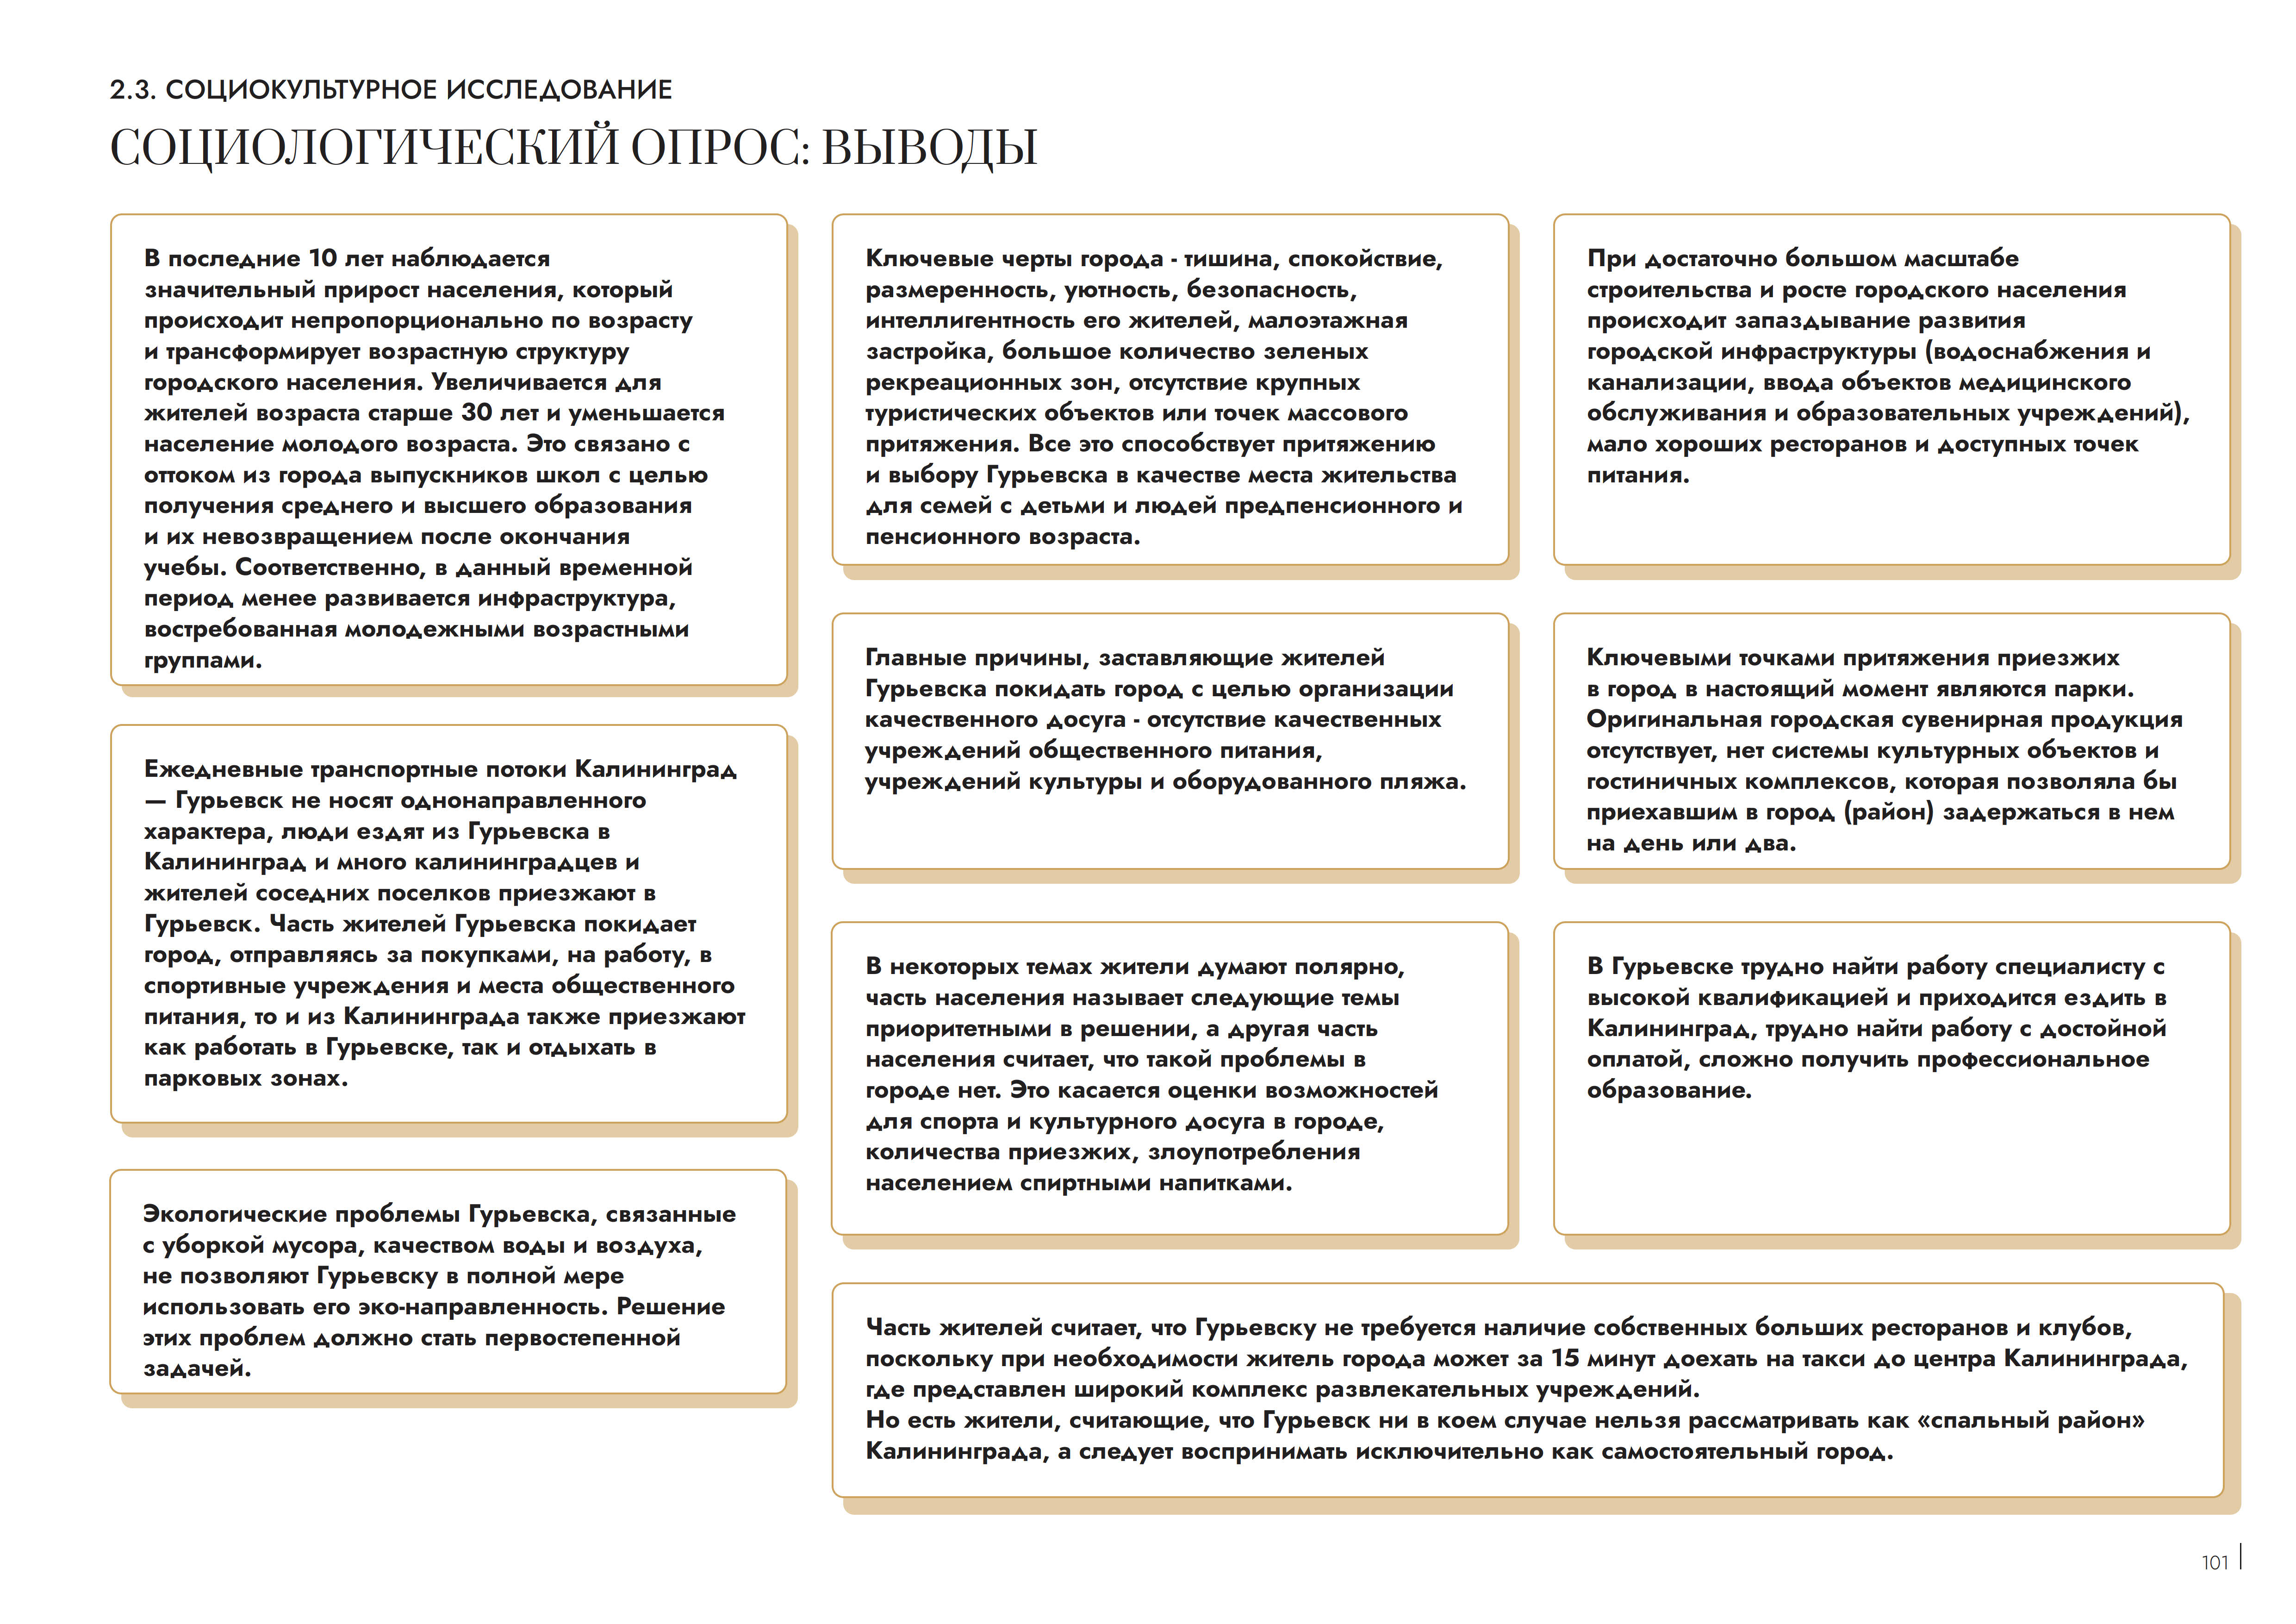 2.3. СОЦИОКУЛЬТУРНОЕ ИССЛЕДОВАНИЕ
СОЦИОЛОГИЧЕСКИЙ ОПРОС: ВЫВОДЫ
В последние 10 лет наблюдается
значительный прирост населения, который
происходит непропорционально по возрасту
и трансформирует возрастную структуру
городского населения. Увеличивается для
жителей возраста старше 30 лет и уменьшается
население молодого возраста. Это связано с
оттоком из города выпускников школ с целью
получения среднего и высшего образования
и их невозвращением после окончания
учебы. Соответственно, в данный временной
период менее развивается инфраструктура,
востребованная молодежными возрастными
группами.
Ежедневные транспортные потоки Калининград
— Гурьевск не носят однонаправленного
характера, люди ездят из Гурьевска в
Калининград и много калининградцев и
жителей соседних поселков приезжают в
Гурьевск. Часть жителей Гурьевска покидает
город, отправляясь за покупками, на работу, в
спортивные учреждения и места общественного
питания, то и из Калининграда также приезжают
как работать в Гурьевске, так и отдыхать в
парковых зонах.
Экологические проблемы Гурьевска, связанные
с уборкой мусора, качеством воды и воздуха,
не позволяют Гурьевску в полной мере
использовать его эко-направленность. Решение
этих проблем должно стать первостепенной
задачей.
Ключевые черты города - тишина, спокойствие,
размеренность, уютность, безопасность,
интеллигентность его жителей, малоэтажная
застройка, большое количество зеленых
рекреационных зон, отсутствие крупных
туристических объектов или точек массового
притяжения. Все это способствует притяжению
и выбору Гурьевска в качестве места жительства
для семей с детьми и людей предпенсионного и
пенсионного возраста.
Главные причины, заставляющие жителей
Гурьевска покидать город с целью организации
качественного досуга - отсутствие качественных
учреждений общественного питания,
учреждений культуры и оборудованного пляжа.
В некоторых темах жители думают полярно,
часть населения называет следующие темы
приоритетными в решении, а другая часть
населения считает, что такой проблемы в
городе нет. Это касается оценки возможностей
для спорта и культурного досуга в городе,
количества приезжих, злоупотребления
населением спиртными напитками.
При достаточно большом масштабе
строительства и росте городского населения
происходит запаздывание развития
городской инфраструктуры (водоснабжения и
канализации, ввода объектов медицинского
обслуживания и образовательных учреждений),
мало хороших ресторанов и доступных точек
питания.
Ключевыми точками притяжения приезжих
в город в настоящий момент являются парки.
Оригинальная городская сувенирная продукция
отсутствует, нет системы культурных объектов и
гостиничных комплексов, которая позволяла бы
приехавшим в город (район) задержаться в нем
на день или два.
В Гурьевске трудно найти работу специалисту с
высокой квалификацией и приходится ездить в
Калининград, трудно найти работу с достойной
оплатой, сложно получить профессиональное
образование.
Часть жителей считает, что Гурьевску не требуется наличие собственных больших ресторанов и клубов,
поскольку при необходимости житель города может за 15 минут доехать на такси до центра Калининграда,
где представлен широкий комплекс развлекательных учреждений.
Но есть жители, считающие, что Гурьевск ни в коем случае нельзя рассматривать как «спальный район»
Калининграда, а следует воспринимать исключительно как самостоятельный город.
101